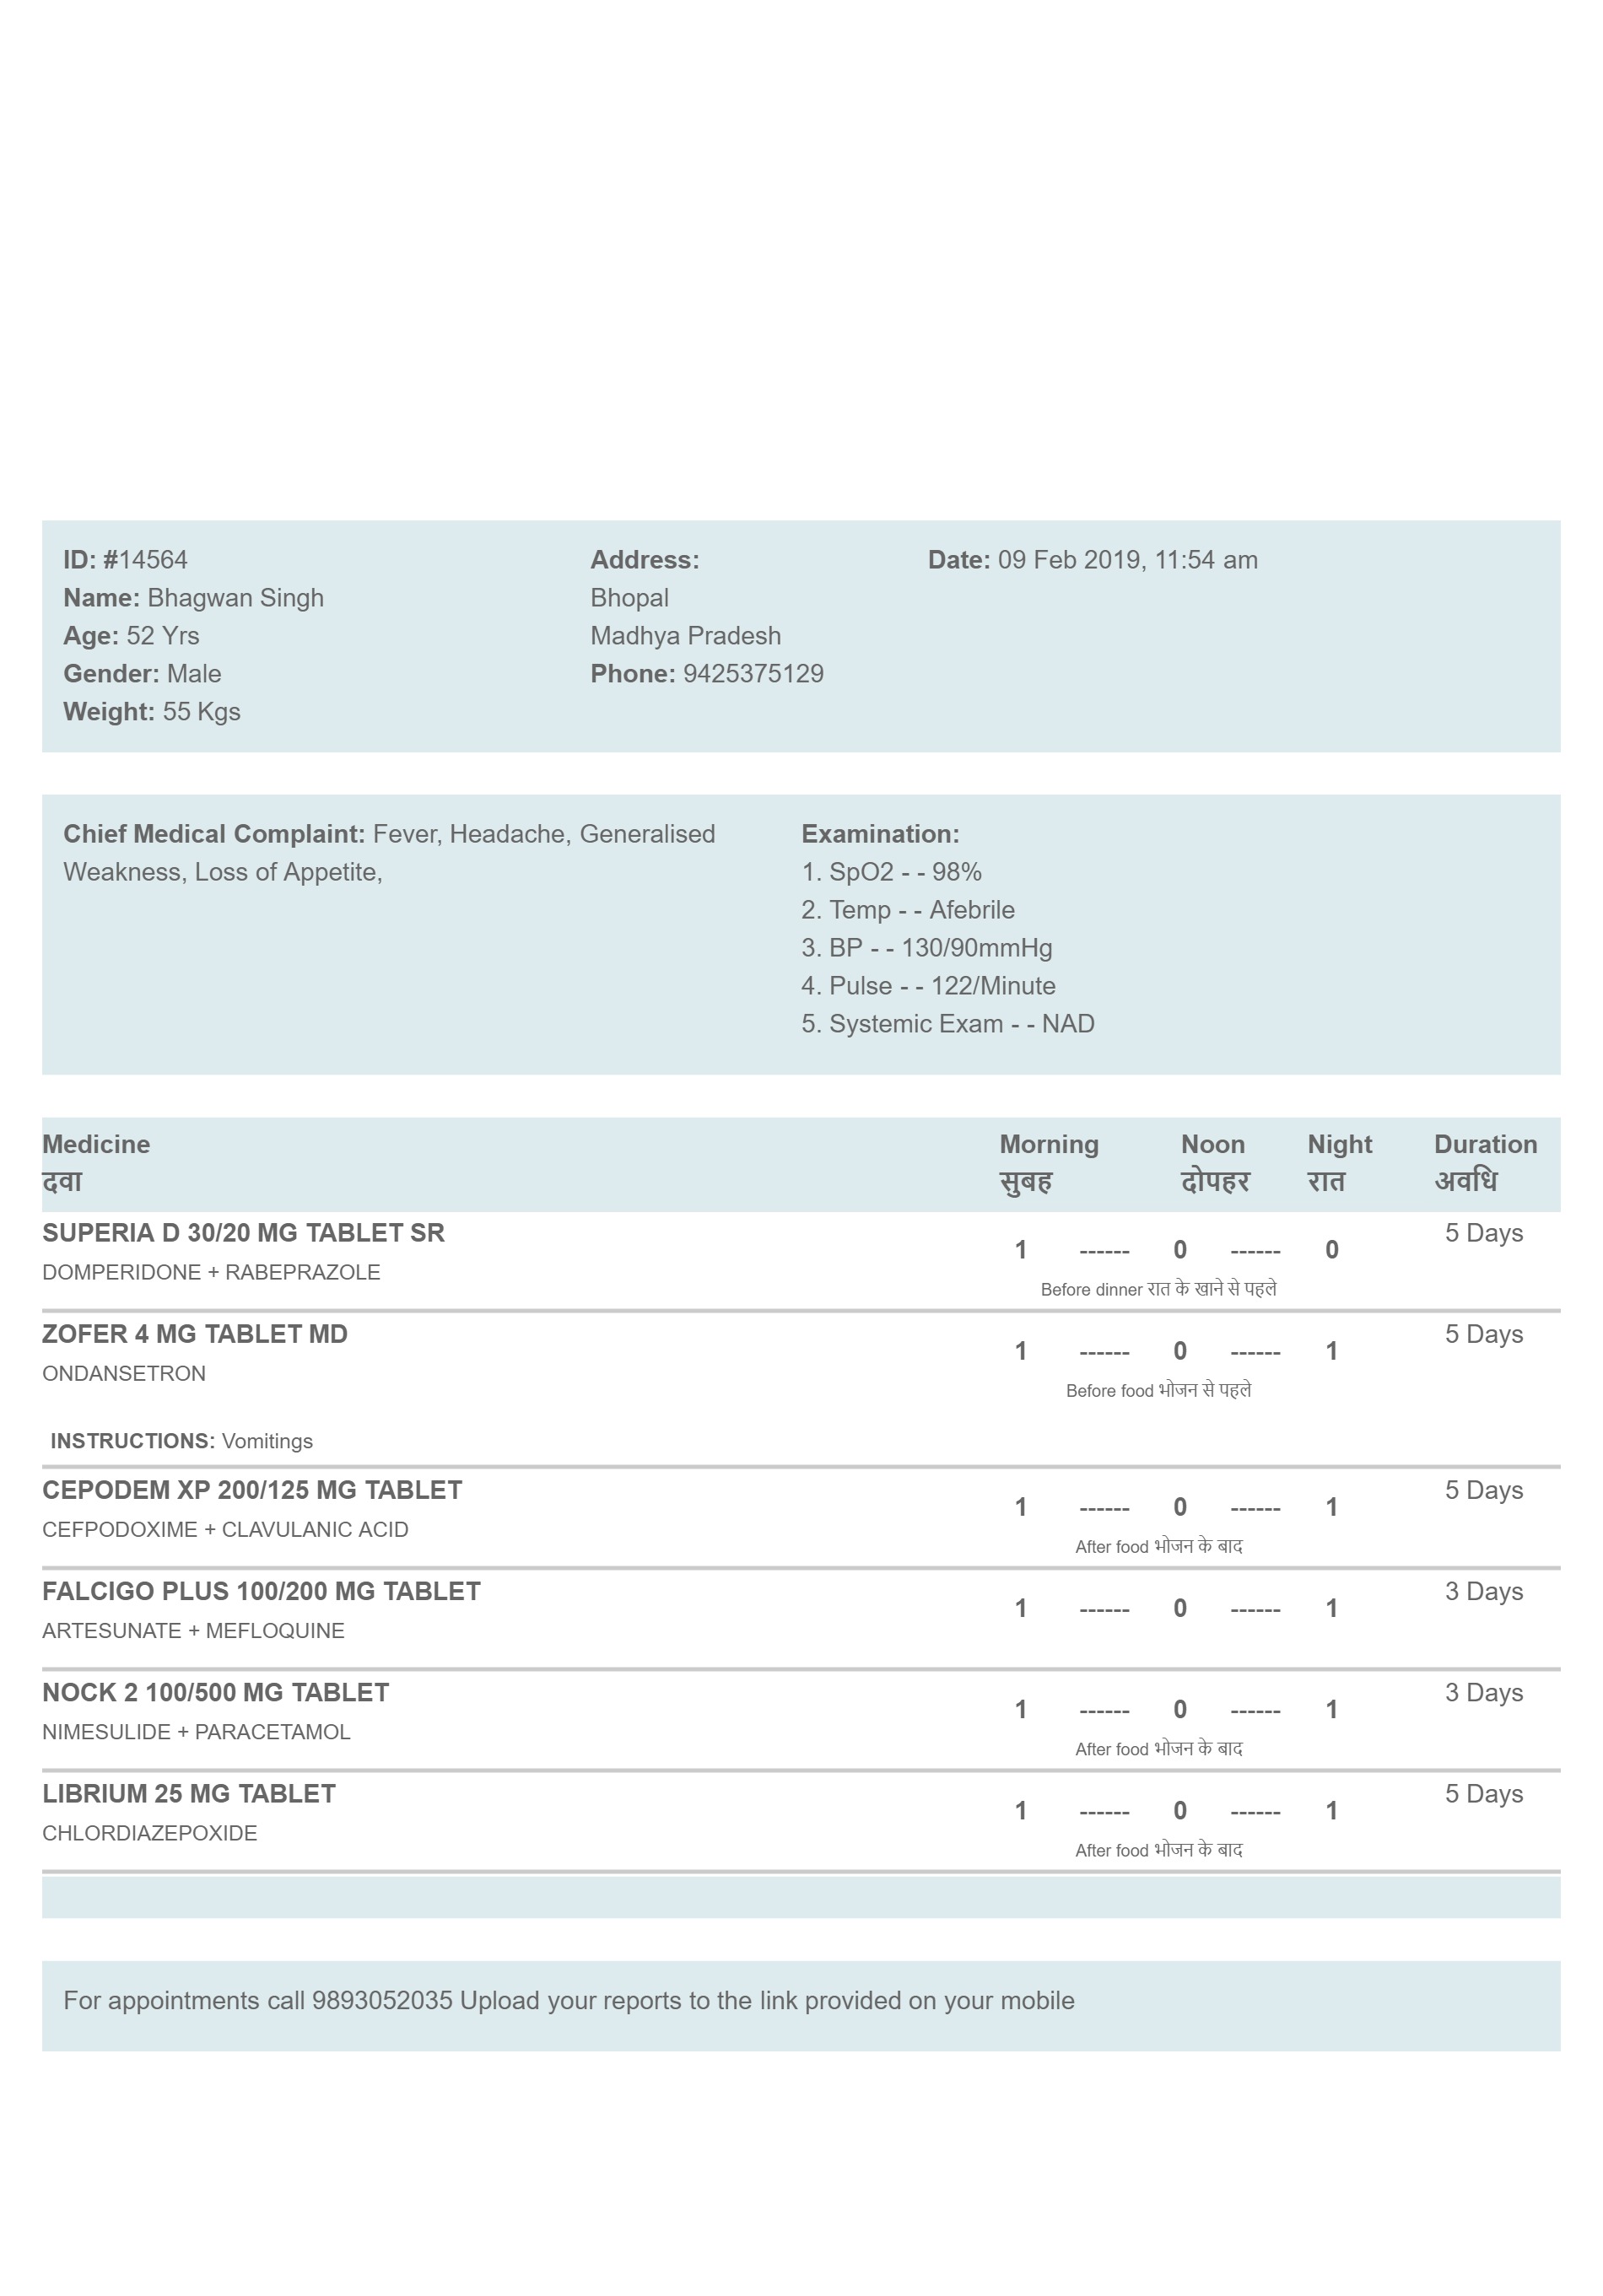 ID: #14564
Name: Bhagwan Singh
Age: 52 Yrs
Gender: Male
Weight: 55 Kgs
Address:
Bhopal
Madhya Pradesh
Phone: 9425375129
Date: 09 Feb 2019, 11:54 am
Chief Medical Complaint: Fever, Headache, Generalised
Weakness, Loss of Appetite,
Examination:
1. SpO2 - - 98%
2. Temp - - Afebrile
3. BP - - 130/90mmHg
4. Pulse - - 122/Minute
5. Systemic Exam - - NAD
Medicine Morning Noon Night Duration
दवा सुबह दोपहर रात अवधि
SUPERIA D 30/20 MG TABLET SR 1 ------ 0 ------ 0 5 Days
DOMPERIDONE + RABEPRAZOLE Before dinner रात के खाने से पहले
ZOFER 4 MG TABLET MD 1 ------ 0 ------ 1 5 Days
ONDANSETRON Before food भोजन से पहले
INSTRUCTIONS: Vomitings
CEPODEM XP 200/125 MG TABLET 1 ------ 0 ------ 1 5 Days
CEFPODOXIME + CLAVULANIC ACID After food भोजन के बाद
FALCIGO PLUS 100/200 MG TABLET 1 ------ 0 ------ 1 3 Days
ARTESUNATE + MEFLOQUINE
NOCK 2 100/500 MG TABLET 1 ------ 0 ------ 1 3 Days
NIMESULIDE + PARACETAMOL After food भोजन के बाद
LIBRIUM 25 MG TABLET 1 ------ 0 ------ 1 5 Days
CHLORDIAZEPOXIDE After food भोजन के बाद
For appointments call 9893052035 Upload your reports to the link provided on your mobile